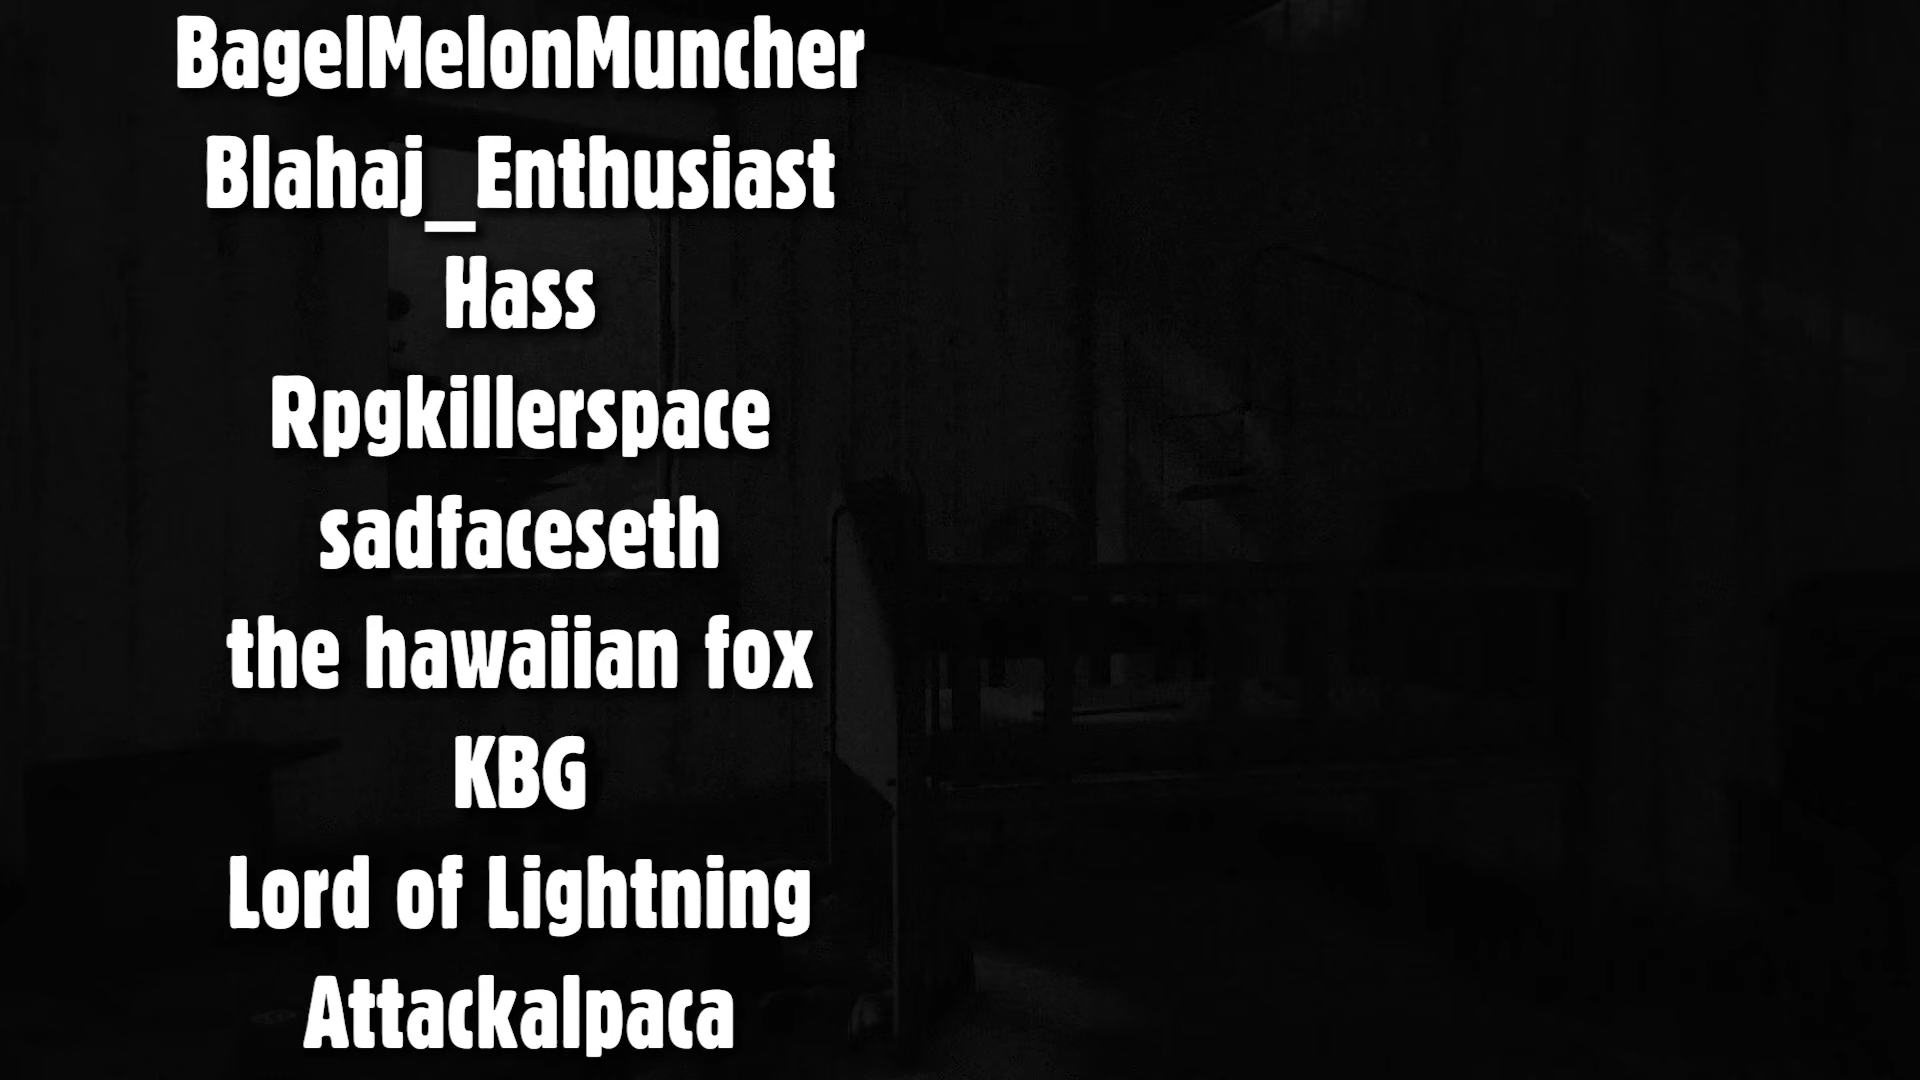 BagelMelonMuncher
Blahaj_Enthusiast
Hass
Rpgkillerspace
sadfaceseth
the hawaiian fox
KBG
Lord of Lightning
Attackalpaca